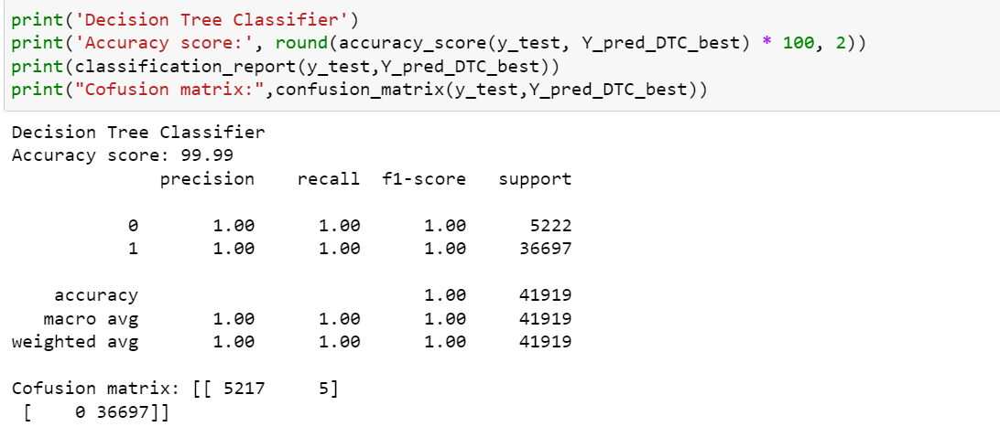 print('Decision Tree Classifier')
print('Accuracy score:', round(accuracy_score(y_test, Y_pred_DTC_best) * 100, 2))
print(classification_report(y_test,Y_pred_DTC_best))
print("Cofusion matrix:",confusion_matrix(y_test,Y_pred_DTC_best))
Decision Tree Classifier
Accuracy score: 99.99
              precision    recall  f1-score   support
           0       1.00      1.00      1.00      5222
           1       1.00      1.00      1.00     36697
    accuracy                           1.00     41919
   macro avg       1.00      1.00      1.00     41919
weighted avg       1.00      1.00      1.00     41919
Cofusion matrix: [[ 5217     5]
 [    0 36697]]